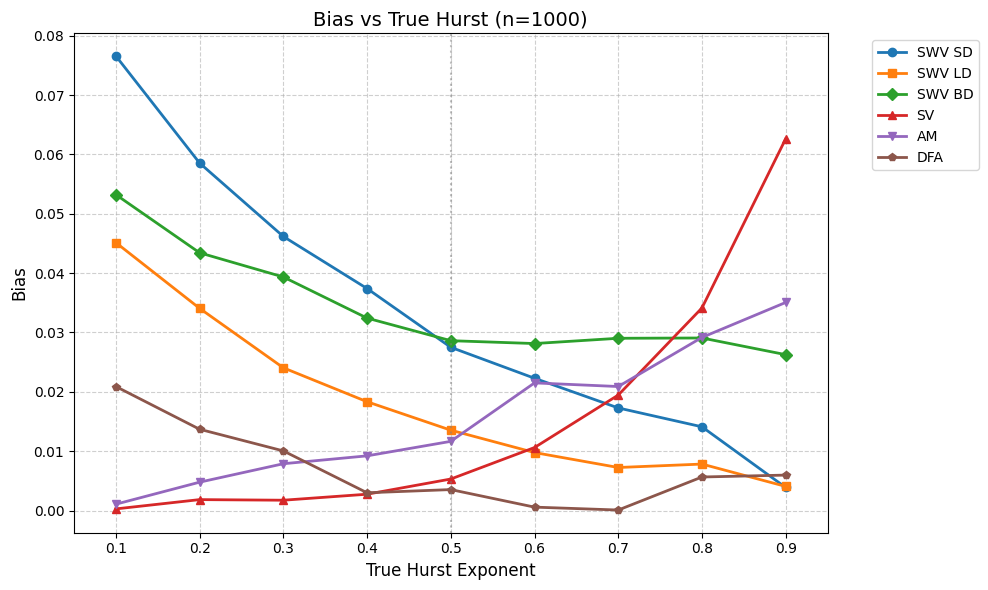 Bias vs True Hurst (n=1000)
Bias
0.08
0.07
0.06
0.05
0.04
0.03
0.02
0.01
0.00
0.1 0.2 0.3 0.4 0.5 0.6 0.7 0.8 0.9
True Hurst Exponent
SWV SD
SWV LD
SWV BD
SV
AM
DFA